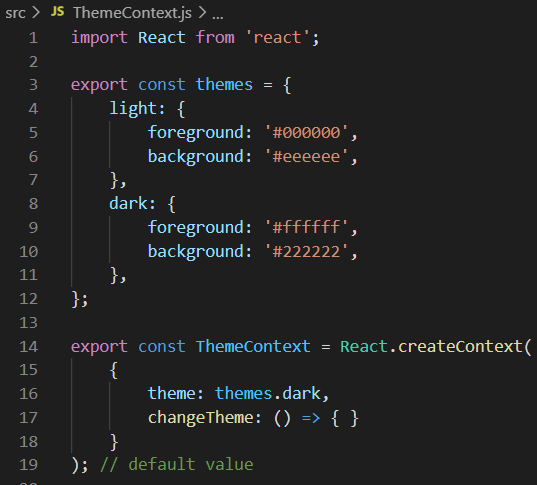 src > JS ThemeContext.js > ...
1 import React from 'react';
2
3 export const themes = {
4     light: {
5         foreground: '#000000',
6         background: '#eeeeee',
7     },
8     dark: {
9         foreground: '#ffffff',
10         background: '#222222',
11     },
12 };
13
14 export const ThemeContext = React.createContext(
15     {
16         theme: themes.dark,
17         changeTheme: () => { }
18     }
19 ); // default value